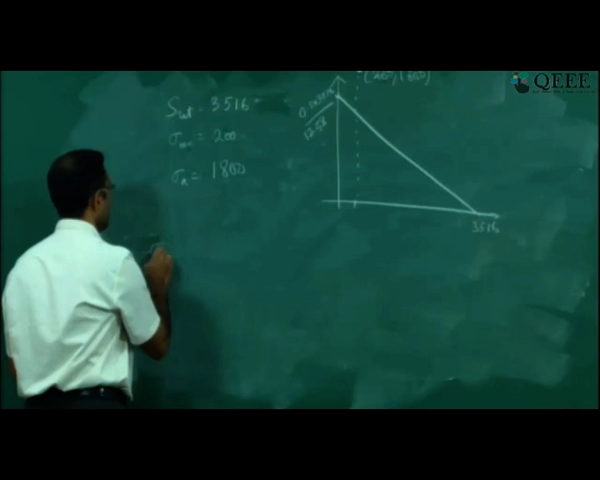 QEEE
(200, 1800)
Sut = 3516
σm = 200
σa = 1800
3516